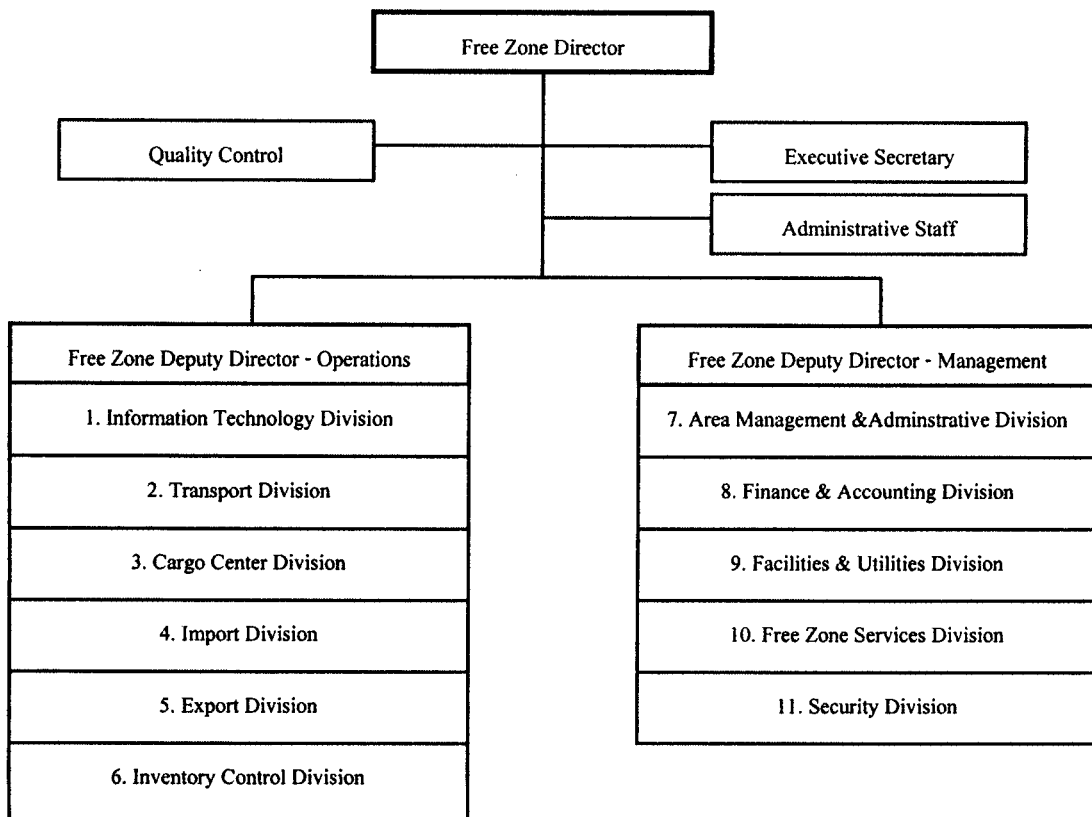 Free Zone Director
Quality Control
Executive Secretary
Administrative Staff
Free Zone Deputy Director - Operations
1. Information Technology Division
2. Transport Division
3. Cargo Center Division
4. Import Division
5. Export Division
6. Inventory Control Division
Free Zone Deputy Director - Management
7. Area Management &Adminstrative Division
8. Finance & Accounting Division
9. Facilities & Utilities Division
10. Free Zone Services Division
11. Security Division